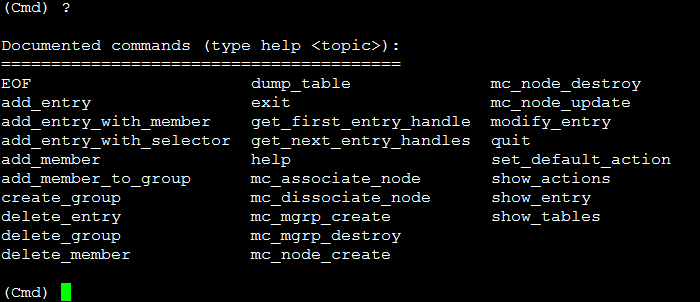 (Cmd) ?
Documented commands (type help <topic>):
========================================
EOF dump_table mc_node_destroy
add_entry exit mc_node_update
add_entry_with_member get_first_entry_handle modify_entry
add_entry_with_selector get_next_entry_handles quit
add_member help set_default_action
add_member_to_group mc_associate_node show_actions
create_group mc_dissociate_node show_entry
delete_entry mc_mgrp_create show_tables
delete_group mc_mgrp_destroy
delete_member mc_node_create
(Cmd)